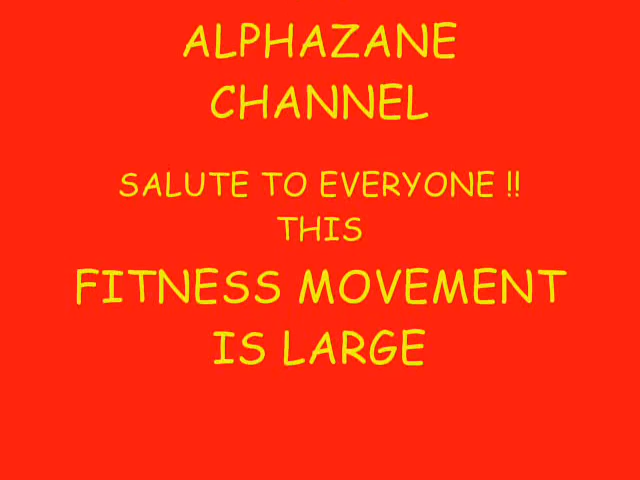 ALPHAZANE
CHANNEL
SALUTE TO EVERYONE !!
THIS
FITNESS MOVEMENT
IS LARGE